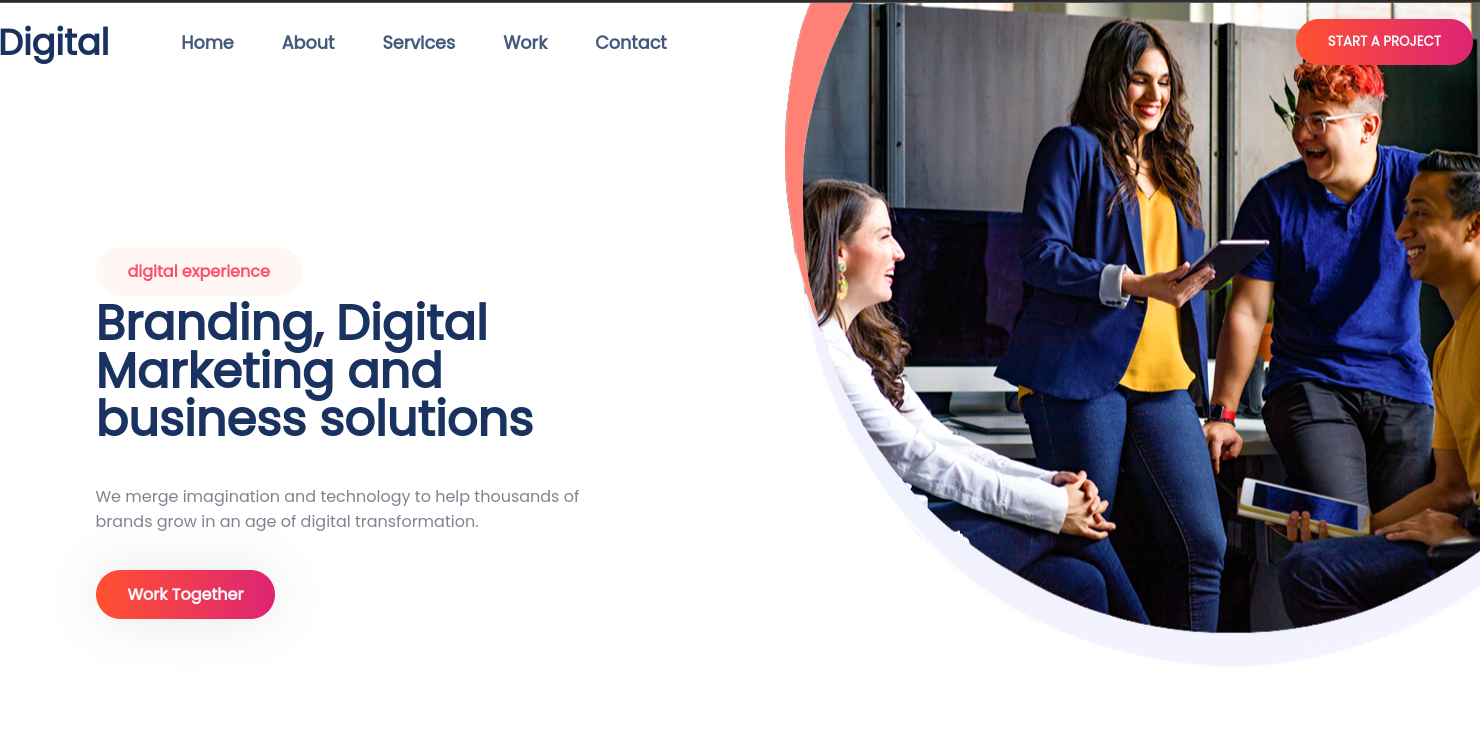 Digital
Home
About
Services
Work
Contact
START A PROJECT
digital experience
Branding, Digital
Marketing and
business solutions
We merge imagination and technology to help thousands of
brands grow in an age of digital transformation.
Work Together